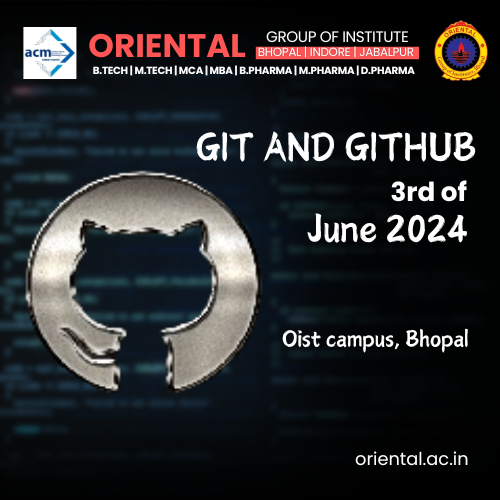 acm
ORIENTAL
GROUP OF INSTITUTE
BHOPAL | INDORE | JABALPUR
B.TECH | M.TECH | MCA | MBA | B.PHARMA | M.PHARMA | D.PHARMA
ORIENTAL
GIT AND GITHUB
3rd of
June 2024
Oist campus, Bhopal
oriental.ac.in